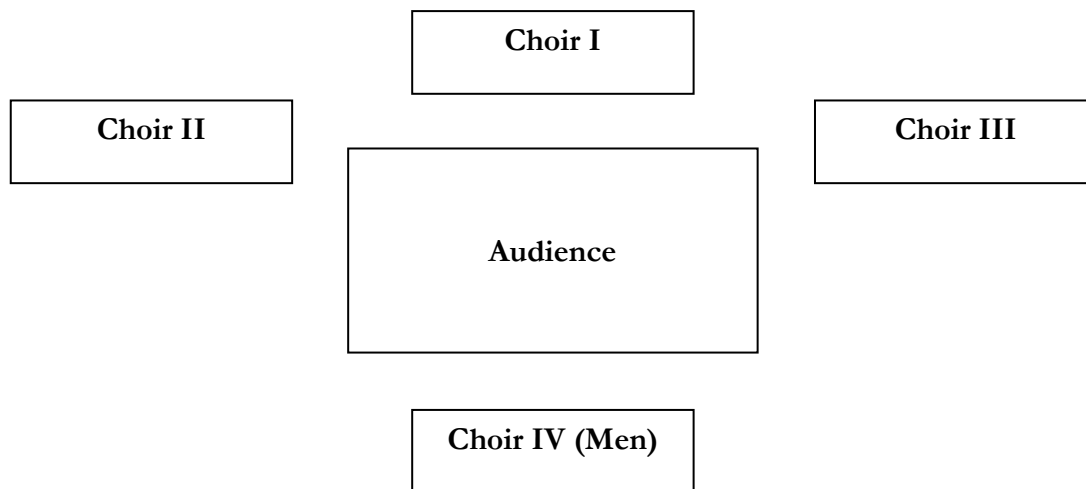 Choir I
Choir II
Choir III
Audience
Choir IV (Men)